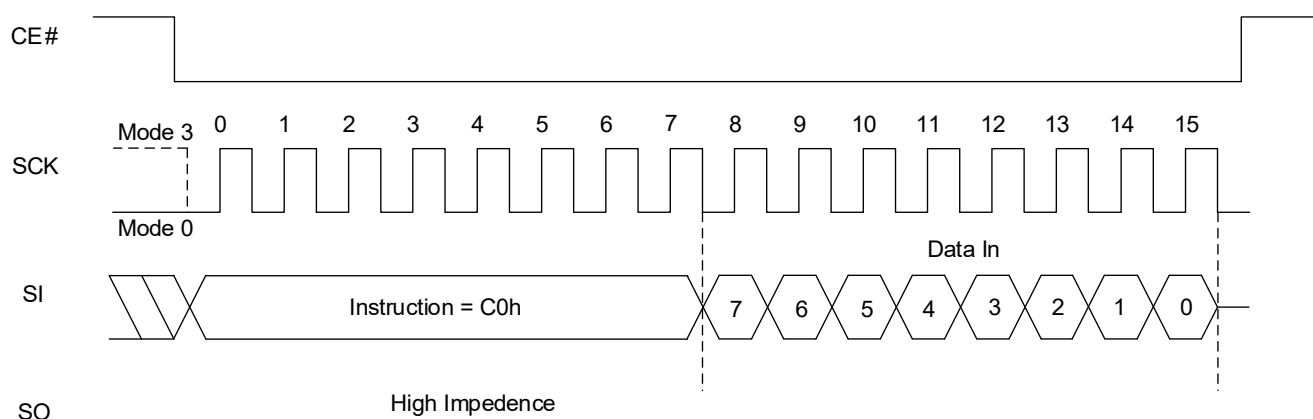 CE#
Mode 3
0 1 2 3 4 5 6 7 8 9 10 11 12 13 14 15
SCK
Mode 0
Data In
SI
Instruction = C0h
7 6 5 4 3 2 1 0
High Impedence
SO